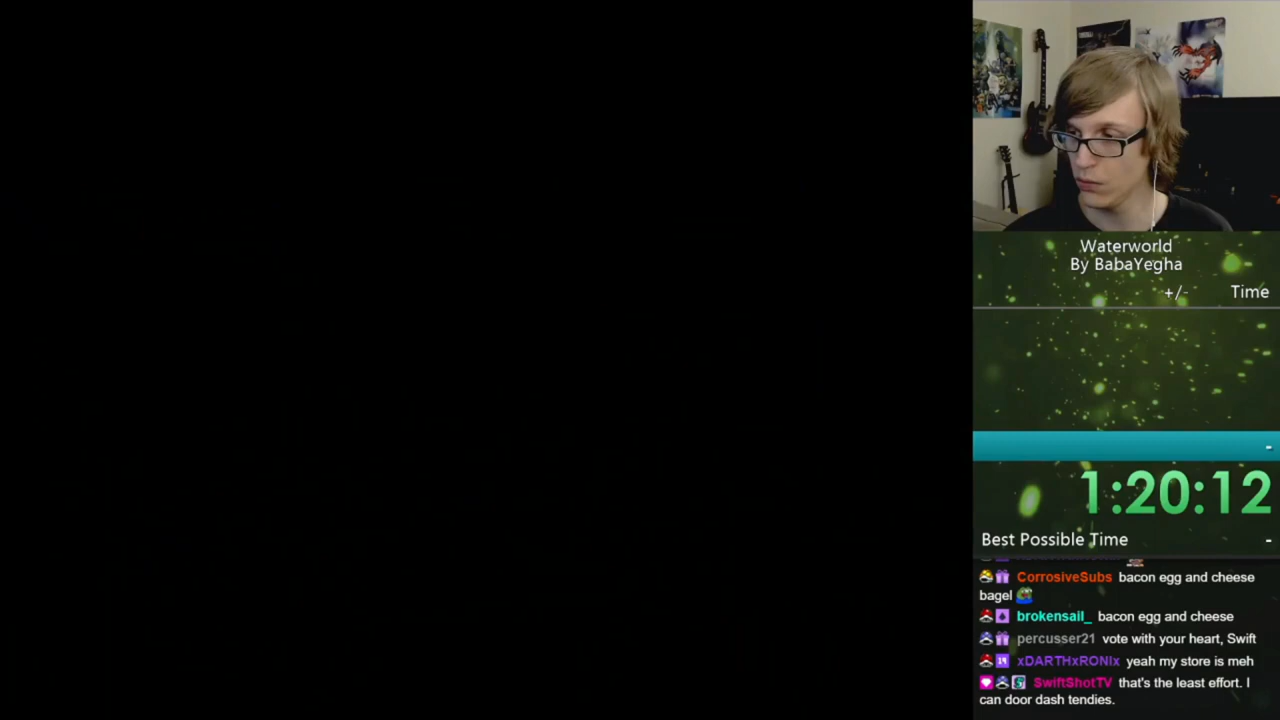 Waterworld
By BabaYegha
+/- Time
-
1:20:12
Best Possible Time -
CorrosiveSubs bacon egg and cheese
bagel
brokensail_ bacon egg and cheese
percusser21 vote with your heart, Swift
xDARTHxRONIx yeah my store is meh
SwiftShotTV that's the least effort. I
can door dash tendies.